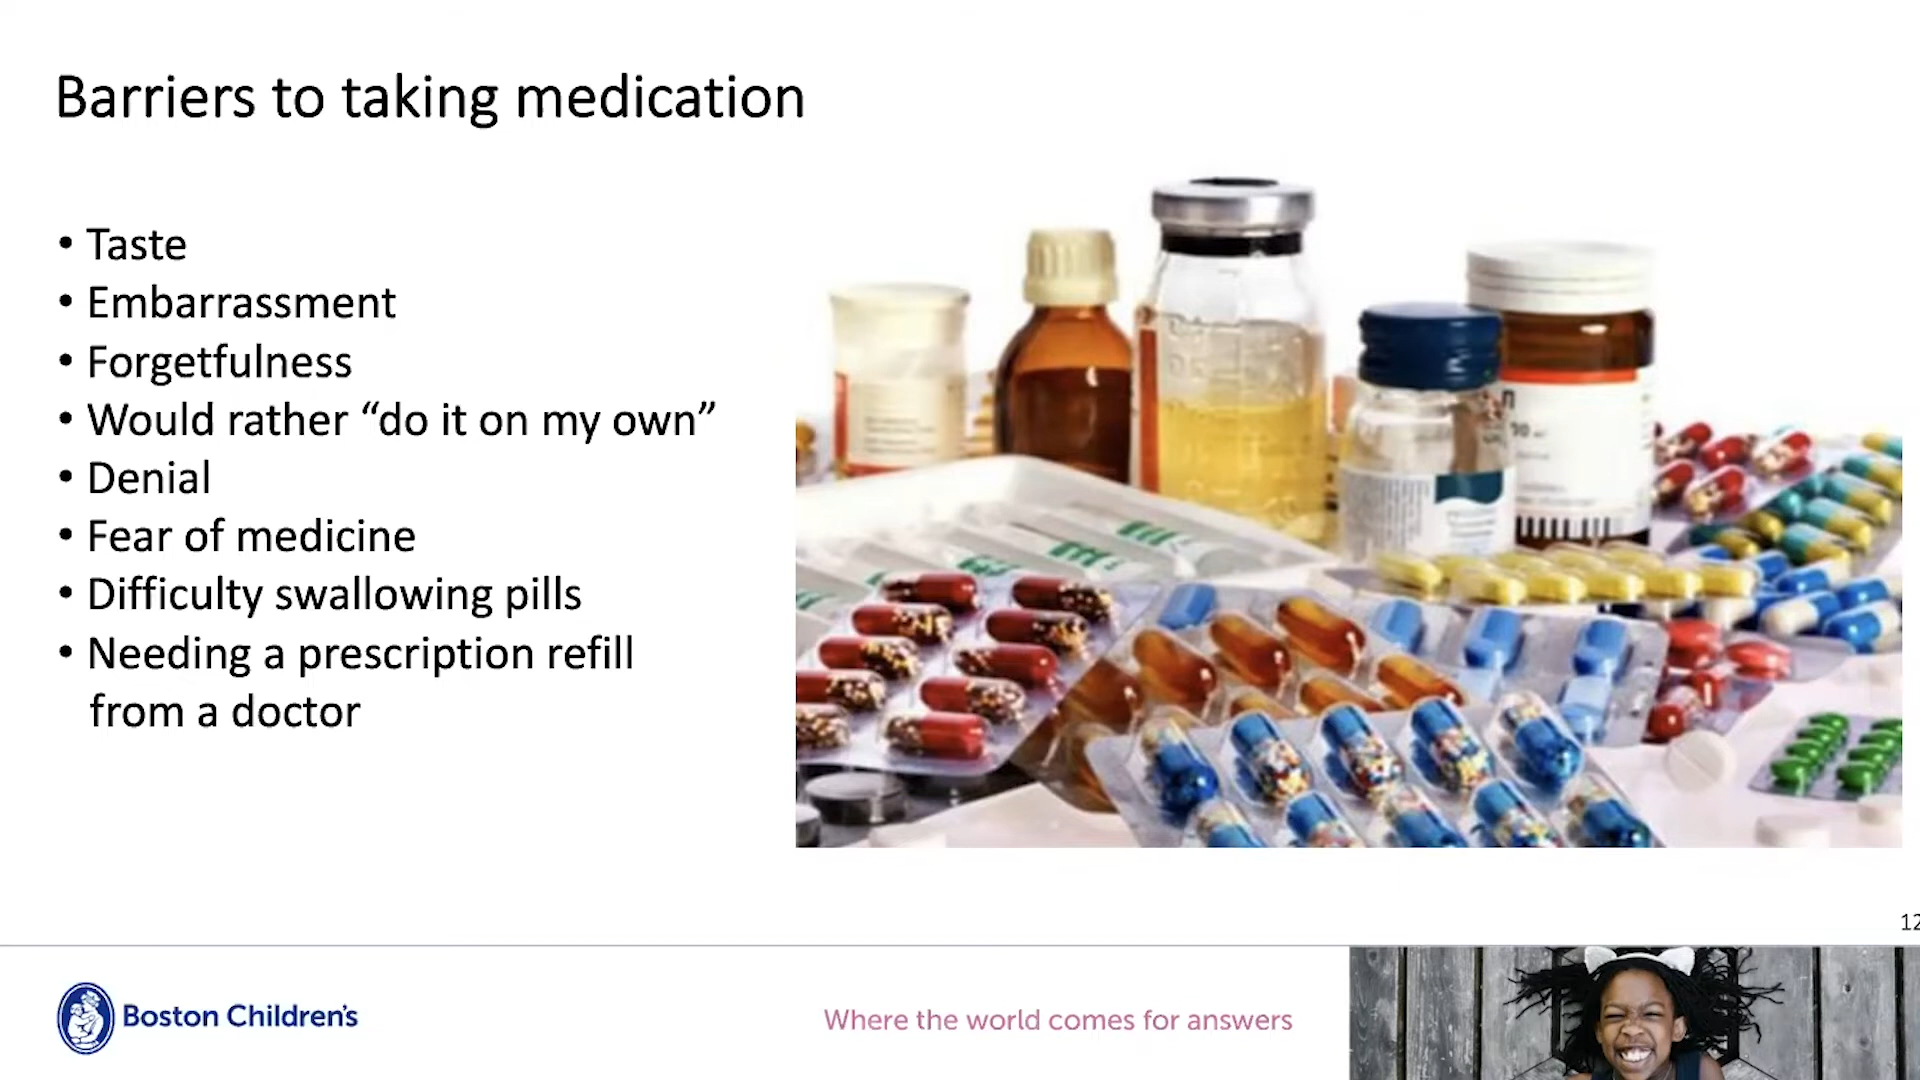 Barriers to taking medication
• Taste
• Embarrassment
• Forgetfulness
• Would rather “do it on my own”
• Denial
• Fear of medicine
• Difficulty swallowing pills
• Needing a prescription refill
from a doctor
12
Boston Children's
Where the world comes for answers